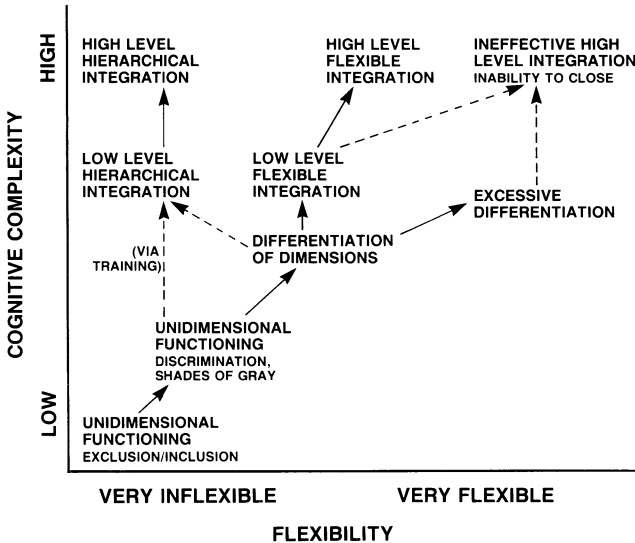 HIGH LEVEL
HIERARCHICAL
INTEGRATION
HIGH LEVEL
FLEXIBLE
INTEGRATION
INEFFECTIVE HIGH
LEVEL INTEGRATION
INABILITY TO CLOSE
LOW LEVEL
HIERARCHICAL
INTEGRATION
LOW LEVEL
FLEXIBLE
INTEGRATION
EXCESSIVE
DIFFERENTIATION
DIFFERENTIATION
OF DIMENSIONS
(VIA
TRAINING)
UNIDIMENSIONAL
FUNCTIONING
DISCRIMINATION,
SHADES OF GRAY
UNIDIMENSIONAL
FUNCTIONING
EXCLUSION/INCLUSION
HIGH
COGNITIVE COMPLEXITY
LOW
VERY INFLEXIBLE
VERY FLEXIBLE
FLEXIBILITY